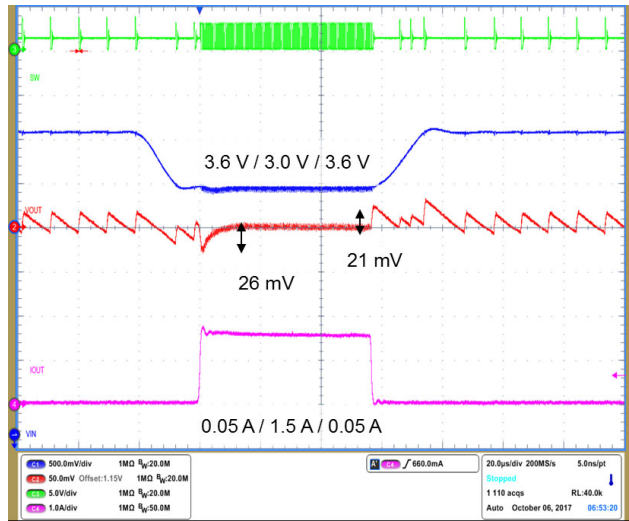 SW
3.6 V / 3.0 V / 3.6 V
VOUT
2
21 mV
26 mV
IOUT
4
0.05 A / 1.5 A / 0.05 A
VIN
C1 500.0mV/div 1MΩ BW:20.0M
C2 50.0mV Offset:1.15V 1MΩ BW:20.0M
C3 5.0V/div 1MΩ BW:20.0M
C4 1.0A/div 1MΩ BW:50.0M
A' C4 660.0mA
20.0µs/div 200MS/s 5.0ns/pt
Stopped
1 110 acqs RL:40.0k
Auto October 06, 2017 06:53:20